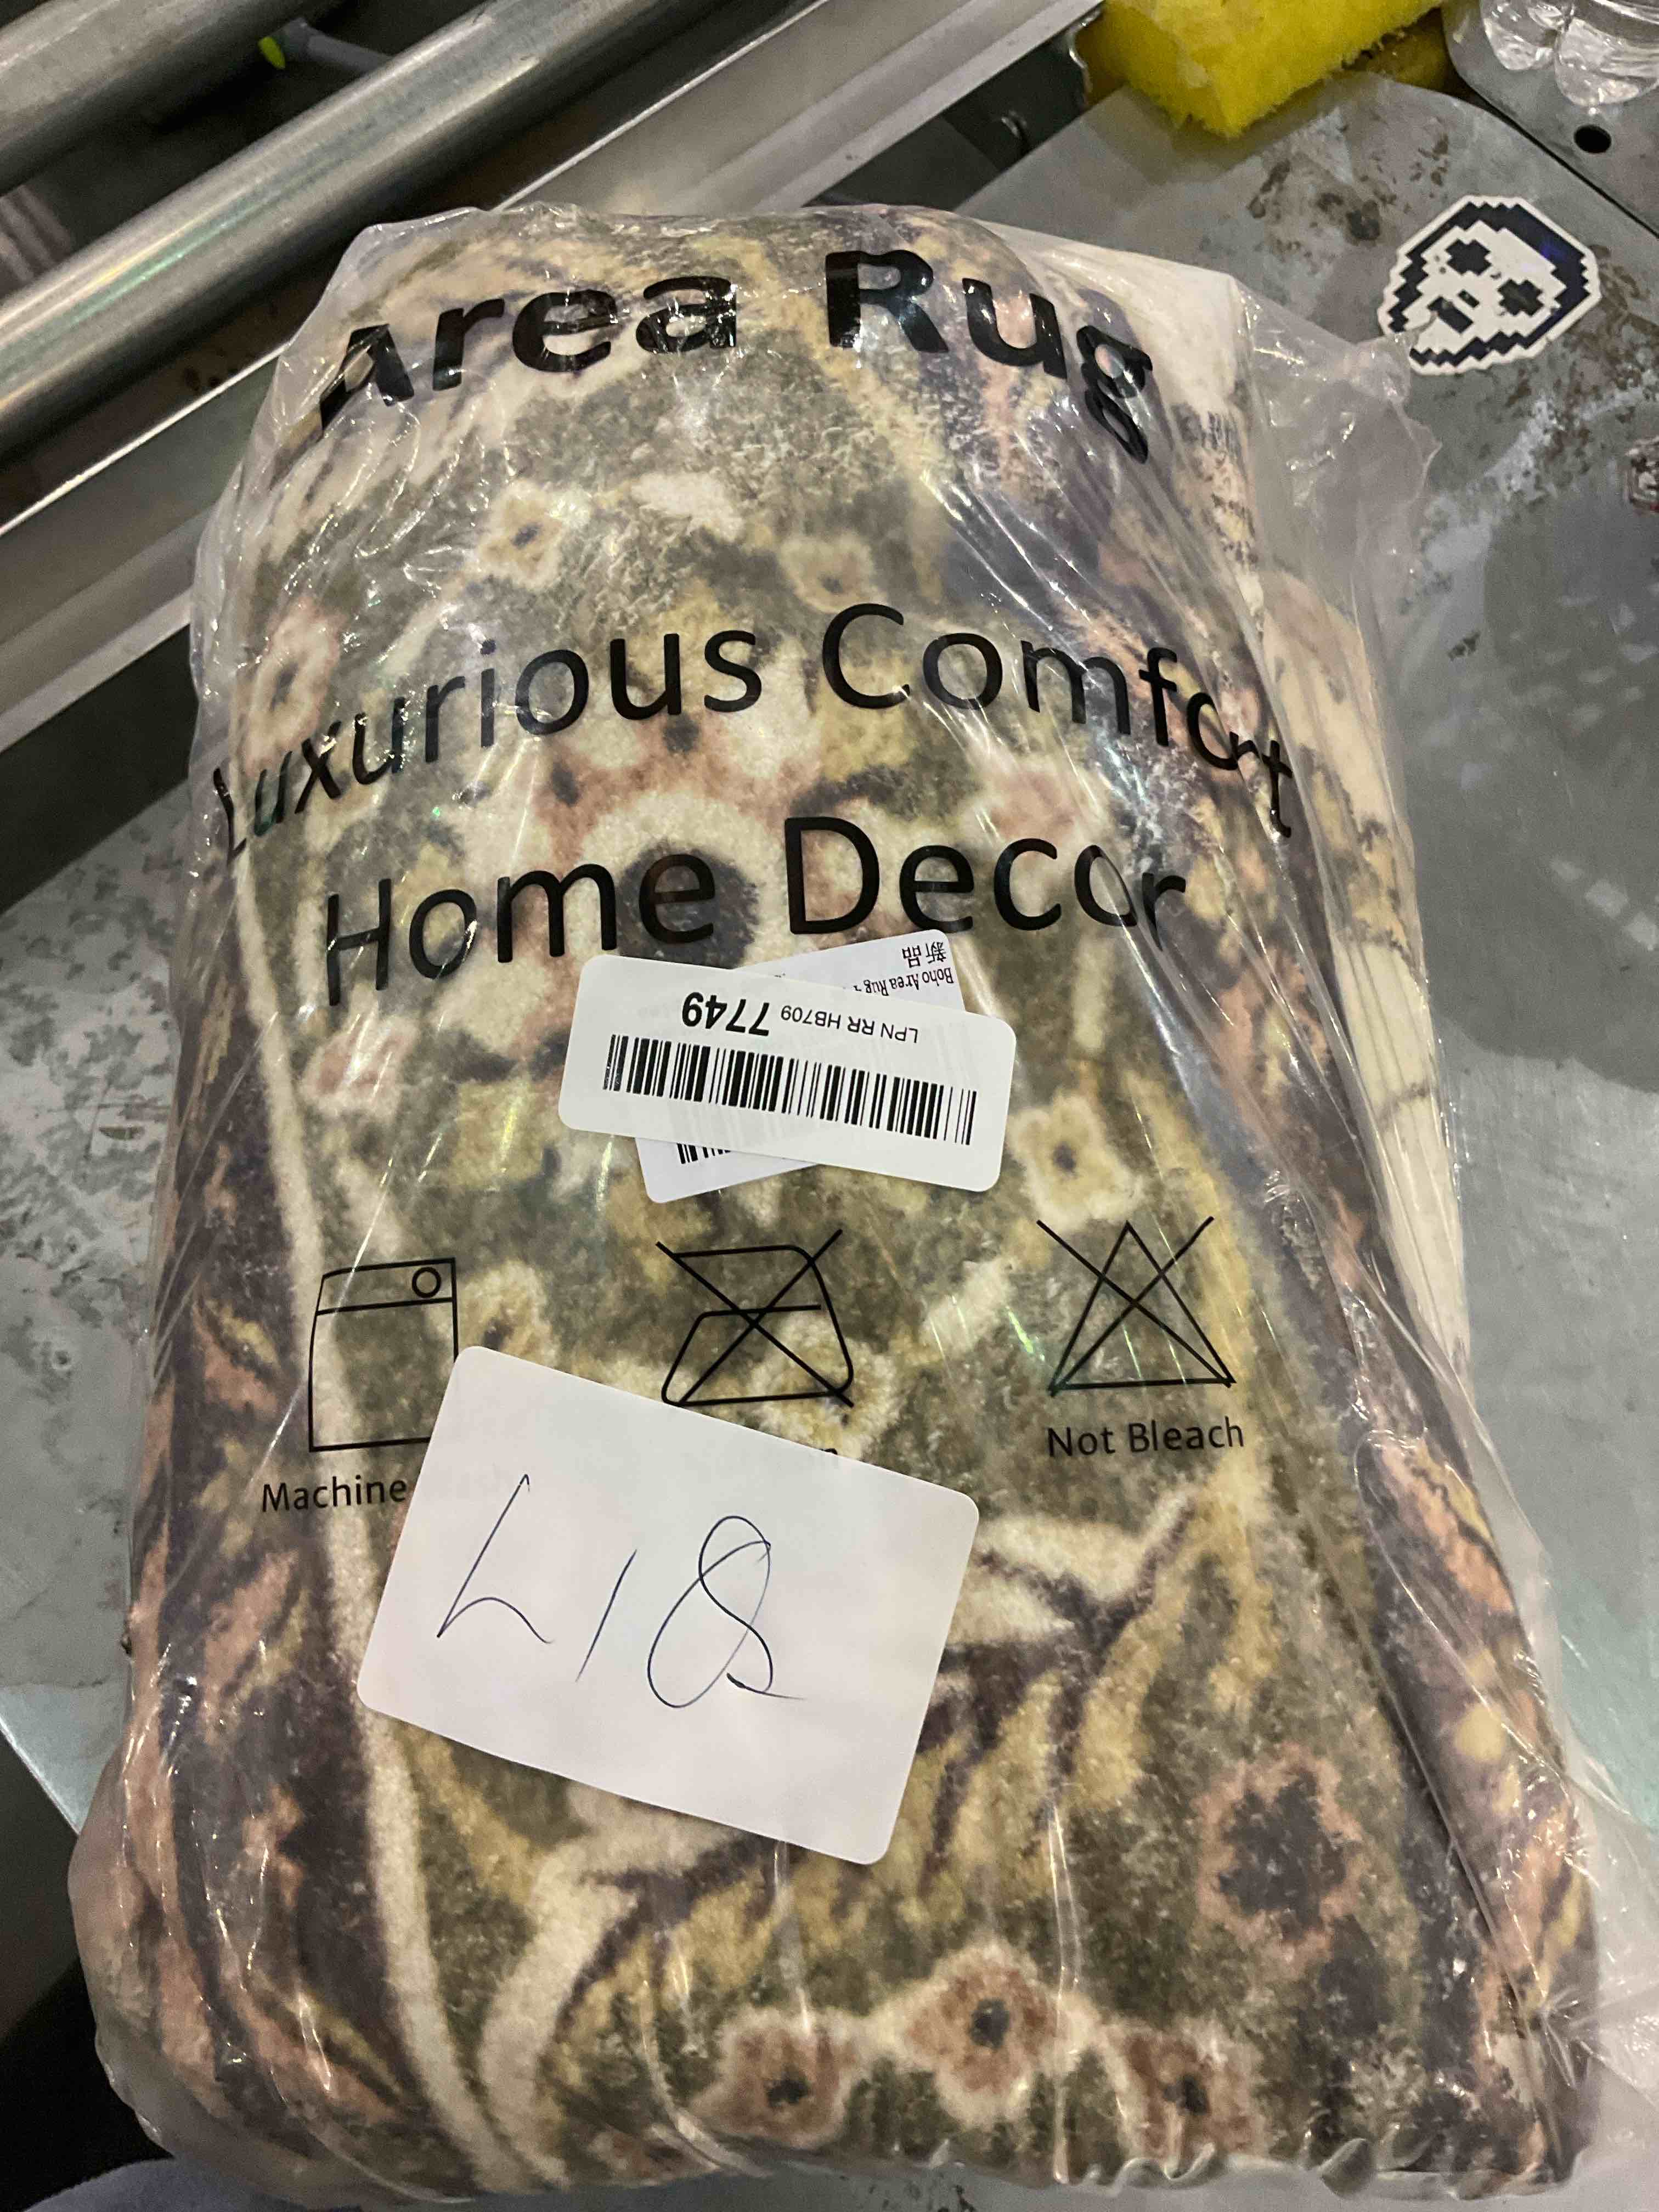 Area Rug
Luxurious Comfort
Home Decor
新品
Boho Area Rug
LPN RR HB709 7749
Machine
Not Bleach
L18